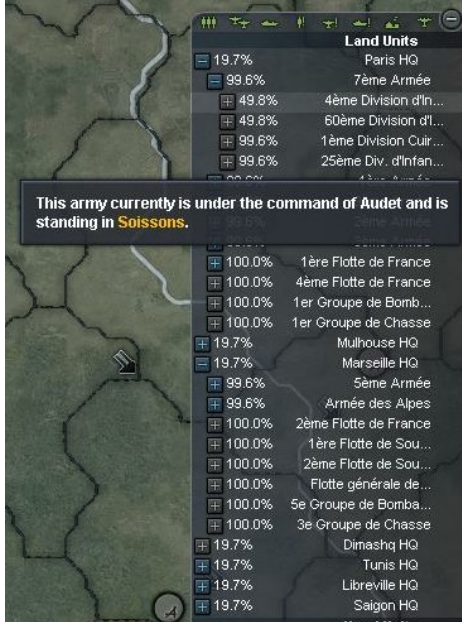 Land Units
19.7% Paris HQ
99.6% 7ème Armée
49.8% 4ème Division d'In...
49.8% 60ème Division d'I...
99.6% 1ème Division Cuir...
99.6% 25ème Div. d'Infan...
This army currently is under the command of Audet and is
standing in Soissons.
100.0% 1ère Flotte de France
100.0% 4ème Flotte de France
100.0% 1er Groupe de Bomb...
100.0% 1er Groupe de Chasse
19.7% Mulhouse HQ
19.7% Marseille HQ
99.6% 5ème Armée
99.6% Armée des Alpes
100.0% 2ème Flotte de France
100.0% 1ère Flotte de Sou...
100.0% 2ème Flotte de Sou...
100.0% Flotte générale de...
100.0% 5e Groupe de Bomba...
100.0% 3e Groupe de Chasse
19.7% Dimashq HQ
19.7% Tunis HQ
19.7% Libreville HQ
19.7% Saigon HQ